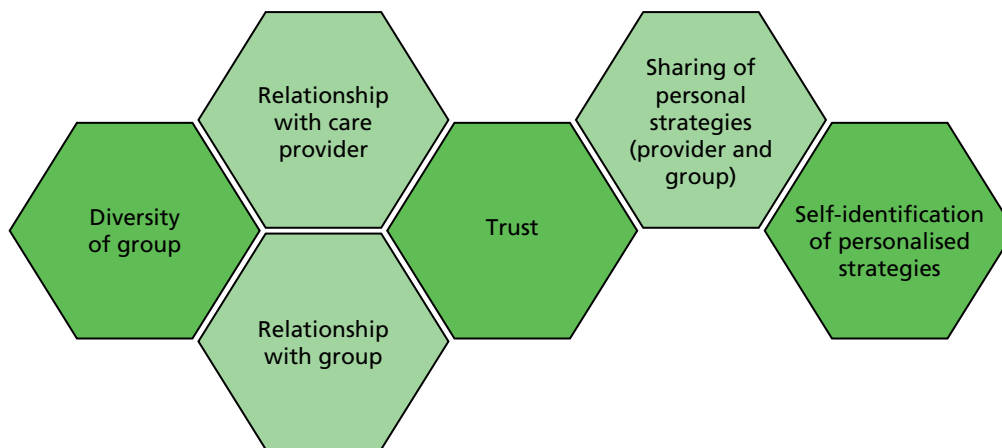 Diversity
of group
Relationship
with care
provider
Relationship
with group
Trust
Sharing of
personal
strategies
(provider and
group)
Self-identification
of personalised
strategies